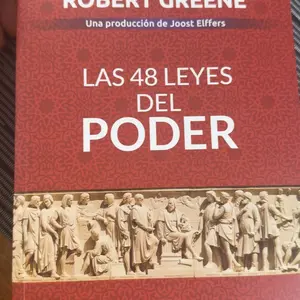 ROBERT GREENE
Una producción de Joost Elffers
LAS 48 LEYES
DEL
PODER